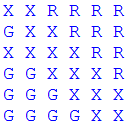 X X R R R R
G X X R R R
X X X X R R
G G X X X R
G G G X X X
G G G G X X